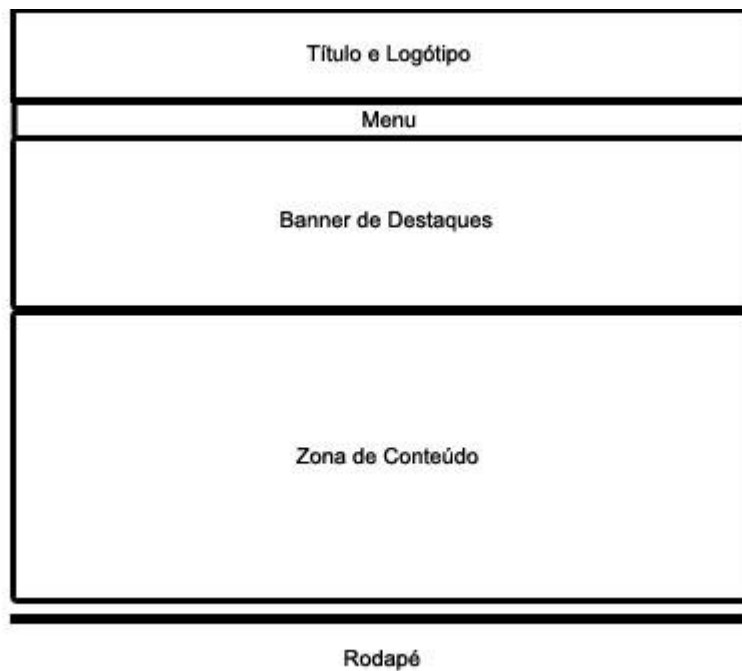 Título e Logótipo
Menu
Banner de Destaques
Zona de Conteúdo
Rodapé